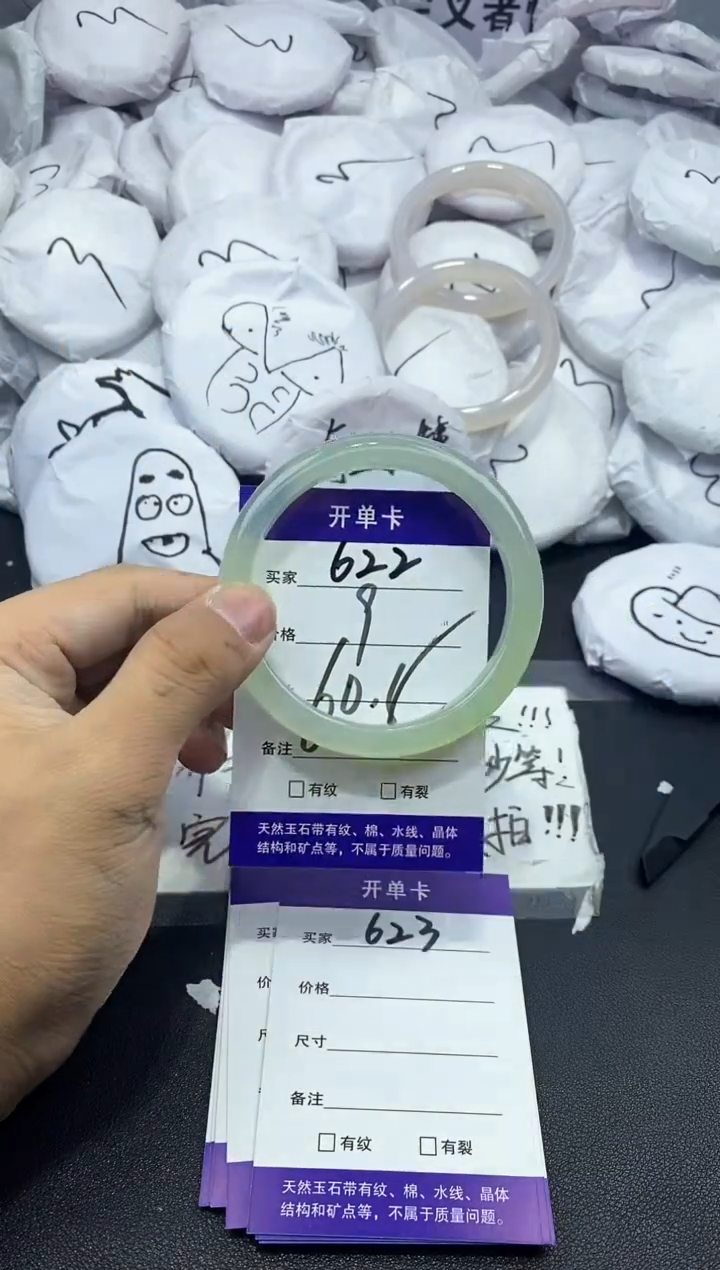 开单卡
买家 622
价格 9
60.1
备注
有纹 有裂
天然玉石带有纹、棉、水线、晶体
结构和矿点等，不属于质量问题。
!!!
完 拍!!!
开单卡
买家 623
价格
尺寸
备注
有纹 有裂
天然玉石带有纹、棉、水线、晶体
结构和矿点等，不属于质量问题。